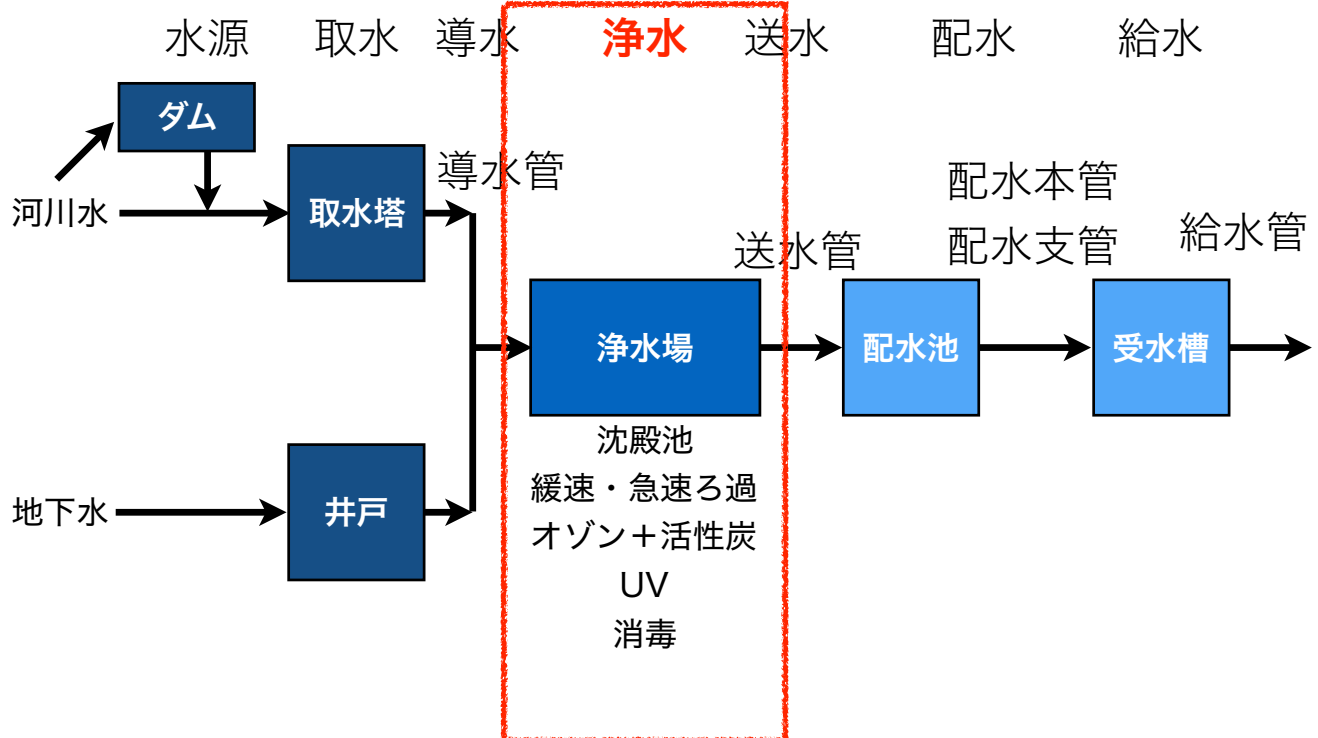 水源 取水 導水 浄水 送水 配水 給水
ダム
河川水
取水塔
導水管
地下水
井戸
浄水場
沈殿池
緩速・急速ろ過
オゾン＋活性炭
UV
消毒
送水管
配水池
配水本管
配水支管
受水槽
給水管